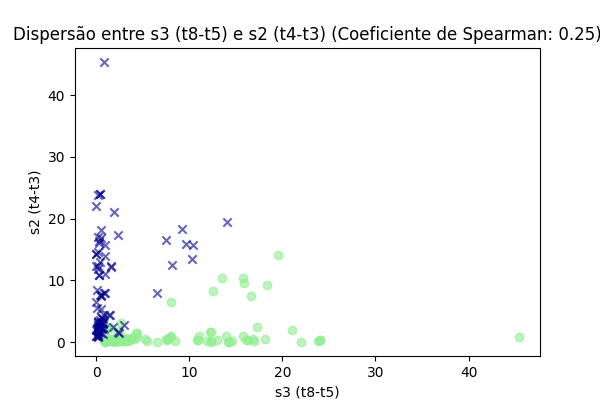 Dispersão entre s3 (t8-t5) e s2 (t4-t3) (Coeficiente de Spearman: 0.25)
40
30
20
10
0
s2 (t4-t3)
0 10 20 30 40
s3 (t8-t5)